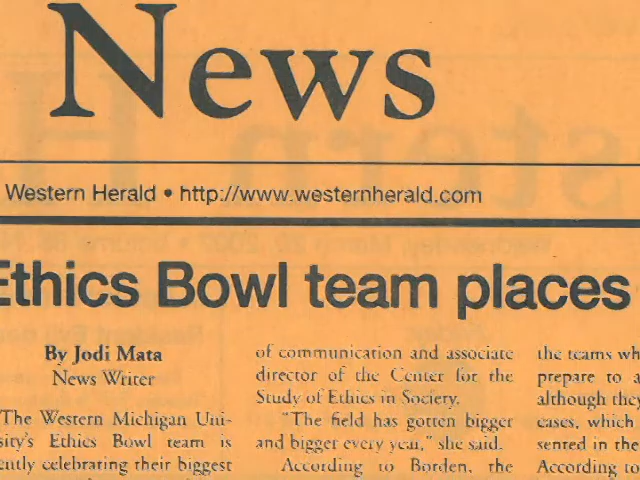 News
Western Herald • http://www.westernherald.com
Ethics Bowl team places
By Jodi Mata
News Writer
The Western Michigan Uni-
sity's Ethics Bowl team is
ently celebrating their biggest
of communication and associate
director of the Center for the
Study of Ethics in Society.
"The field has gotten bigger
and bigger every year," she said.
According to Borden, the
the teams wh
prepare to a
although they
cases, which
sented in the
According to